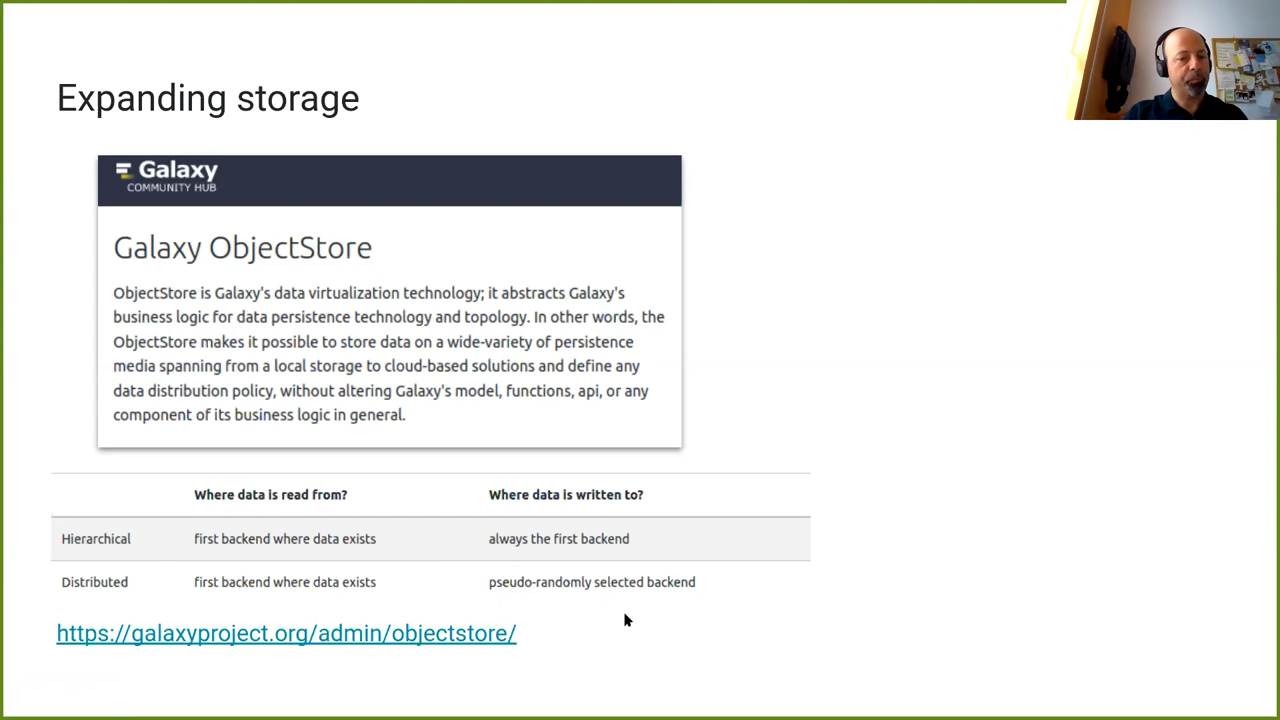 Expanding storage
Galaxy
COMMUNITY HUB
Galaxy ObjectStore
ObjectStore is Galaxy's data virtualization technology; it abstracts Galaxy's
business logic for data persistence technology and topology. In other words, the
ObjectStore makes it possible to store data on a wide-variety of persistence
media spanning from a local storage to cloud-based solutions and define any
data distribution policy, without altering Galaxy's model, functions, api, or any
component of its business logic in general.
Where data is read from? Where data is written to?
Hierarchical first backend where data exists always the first backend
Distributed first backend where data exists pseudo-randomly selected backend
https://galaxyproject.org/admin/objectstore/